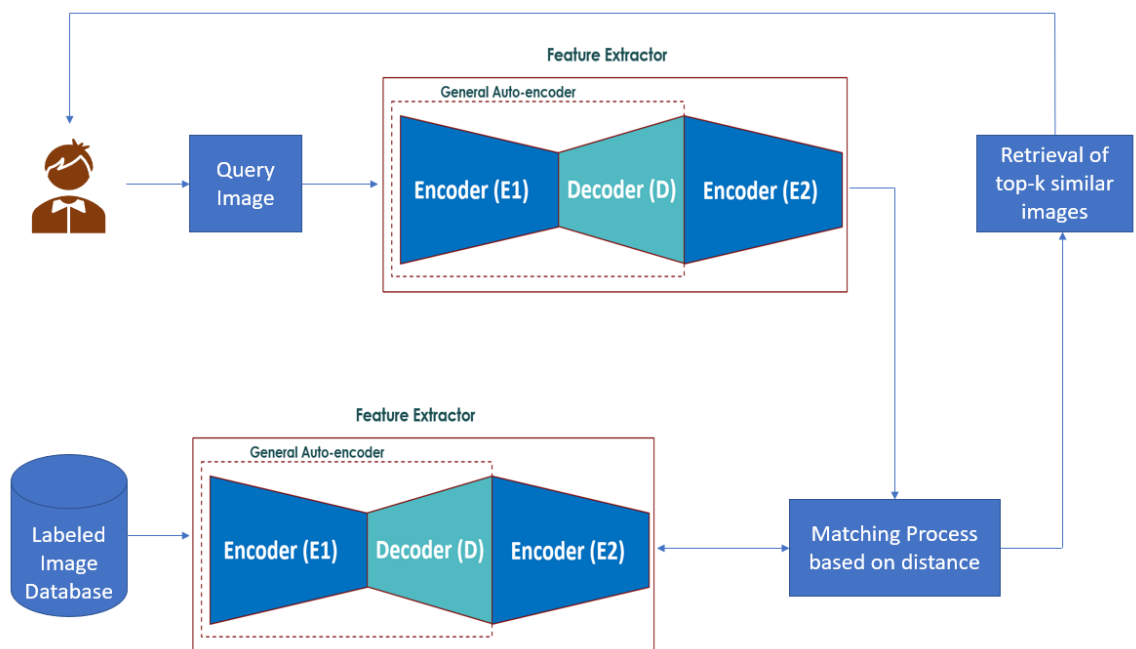 Feature Extractor
General Auto-encoder
Query
Image
Encoder (E1)
Decoder (D)
Encoder (E2)
Retrieval of
top-k similar
images
Feature Extractor
General Auto-encoder
Labeled
Image
Database
Encoder (E1)
Decoder (D)
Encoder (E2)
Matching Process
based on distance